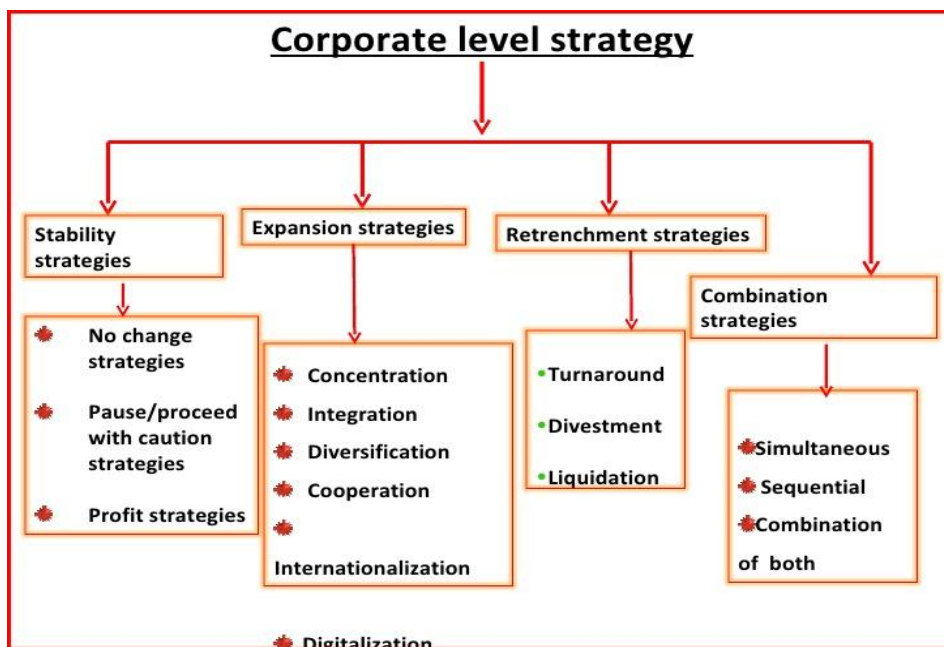 Corporate level strategy
Stability
strategies
No change
strategies
Pause/proceed
with caution
strategies
Profit strategies
Expansion strategies
Concentration
Integration
Diversification
Cooperation
Internationalization
Digitalization
Retrenchment strategies
Turnaround
Divestment
Liquidation
Combination
strategies
Simultaneous
Sequential
Combination
of both